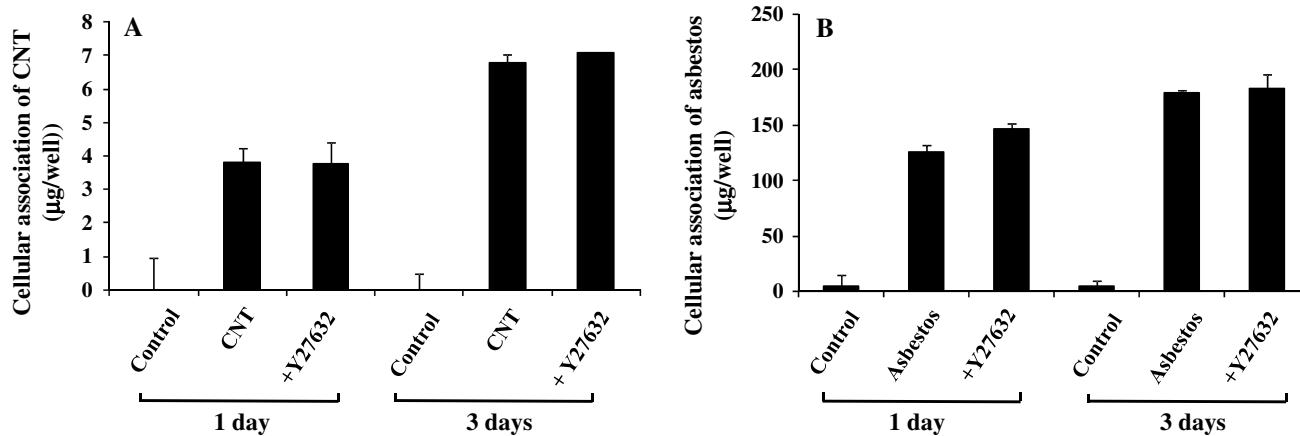 A
Cellular association of CNT
(µg/well))
8
7
6
5
4
3
2
1
0
Control
CNT
+Y27632
Control
CNT
+ Y27632
1 day
3 days
B
Cellular association of asbestos
(µg/well)
250
200
150
100
50
0
Control
Asbestos
+Y27632
Control
Asbestos
+Y27632
1 day
3 days